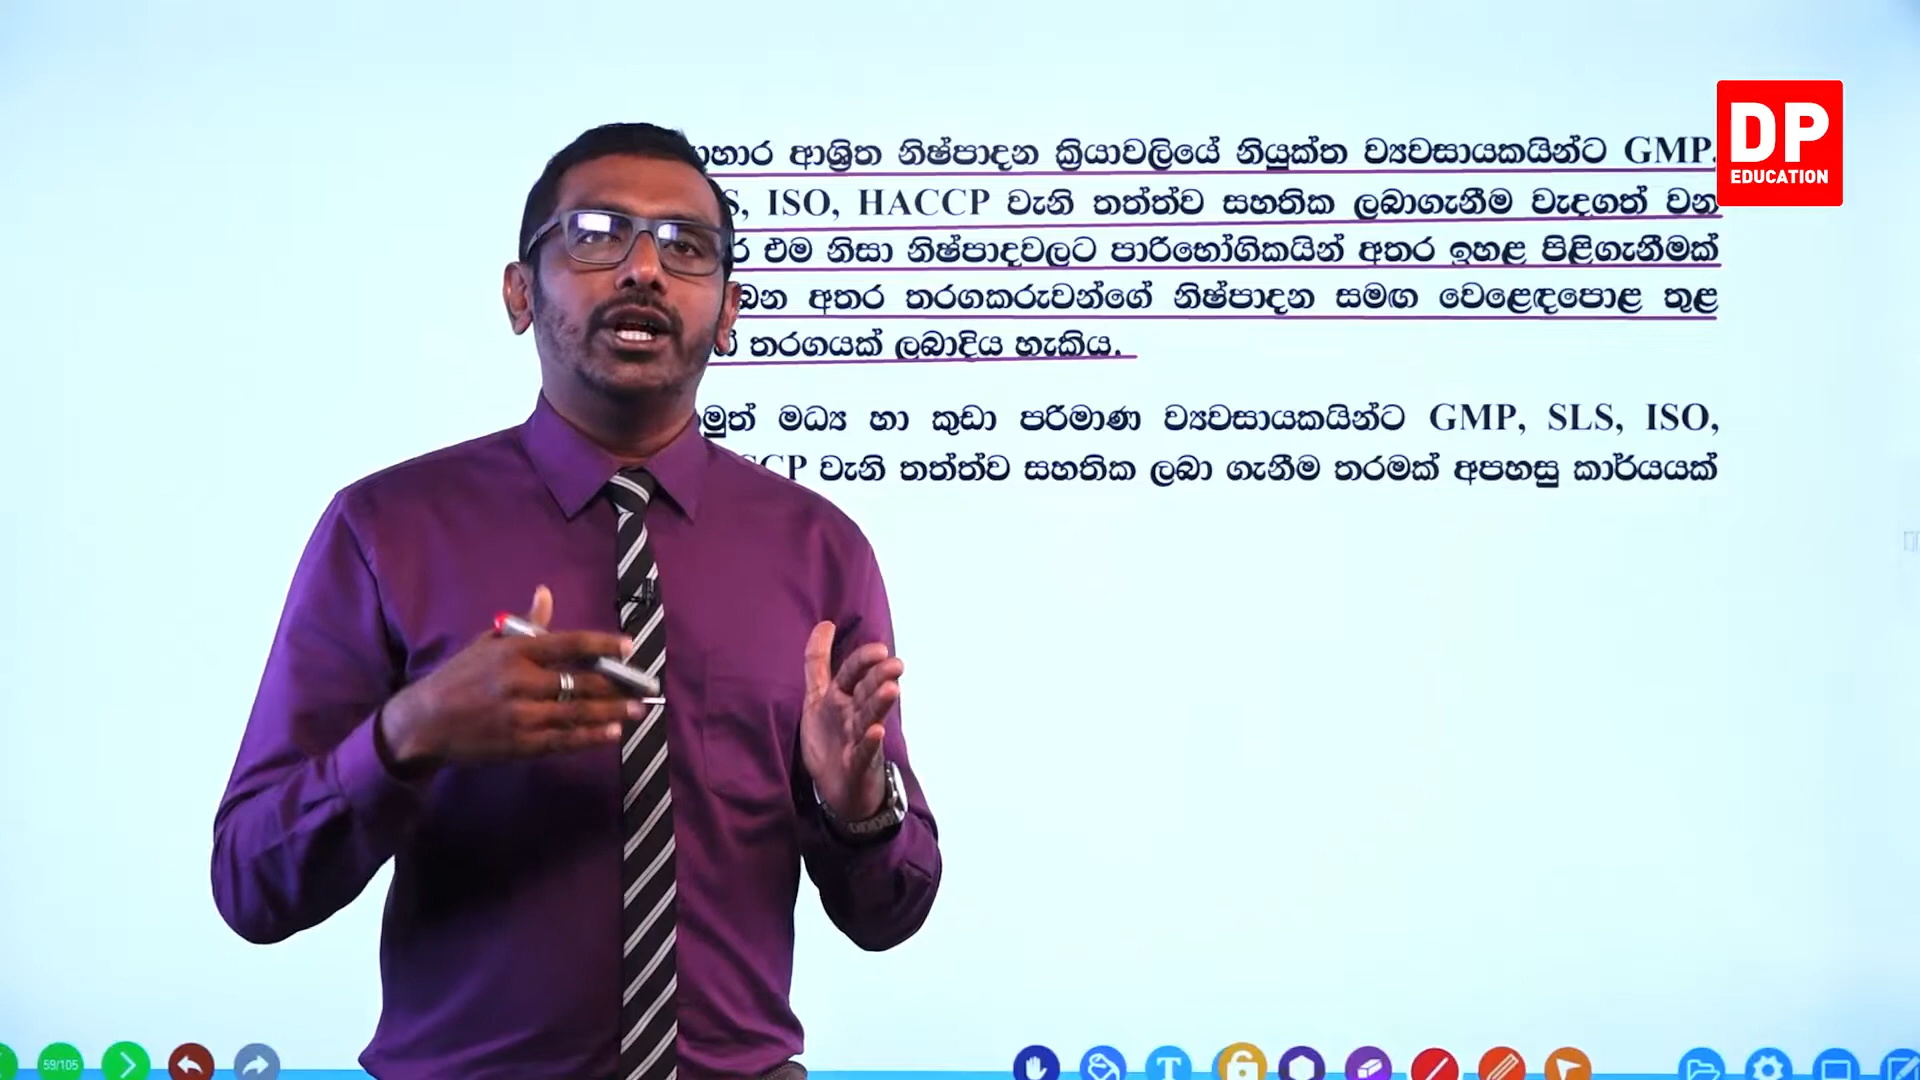 DP
EDUCATION
ආශ්‍රිත නිෂ්පාදන ක්‍රියාවලියේ නියුක්ත ව්‍යවසායකයින්ට GMP,
ISO, HACCP වැනි තත්ත්ව සහතික ලබාගැනීම වැදගත් වන
එම නිසා නිෂ්පාදවලට පාරිභෝගිකයින් අතර ඉහළ පිළිගැනීමක්
අතර තරගකරුවන්ගේ නිෂ්පාදන සමඟ වෙළෙඳපොළ තුළ
තරගයක් ලබාදිය හැකිය.
මධ්‍ය හා කුඩා පරිමාණ ව්‍යවසායකයින්ට GMP, SLS, ISO,
වැනි තත්ත්ව සහතික ලබා ගැනීම තරමක් අපහසු කාර්යයක්
59/105
T